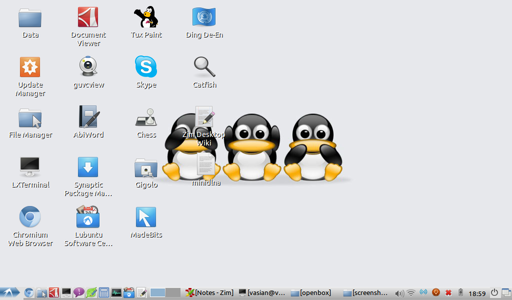 Data
Document
Viewer
Tux Paint
Ding De-En
Update
Manager
guvcview
Skype
Catfish
File Manager
AbiWord
Chess
Zim Desktop
Wiki
LXTerminal
Synaptic
Package Ma...
Gigolo
minidlna
Chromium
Web Browser
Lubuntu
Software Ce...
MadeBits
[Notes - Zim]
[vasian@v...
[openbox]
[screensh...
18:59